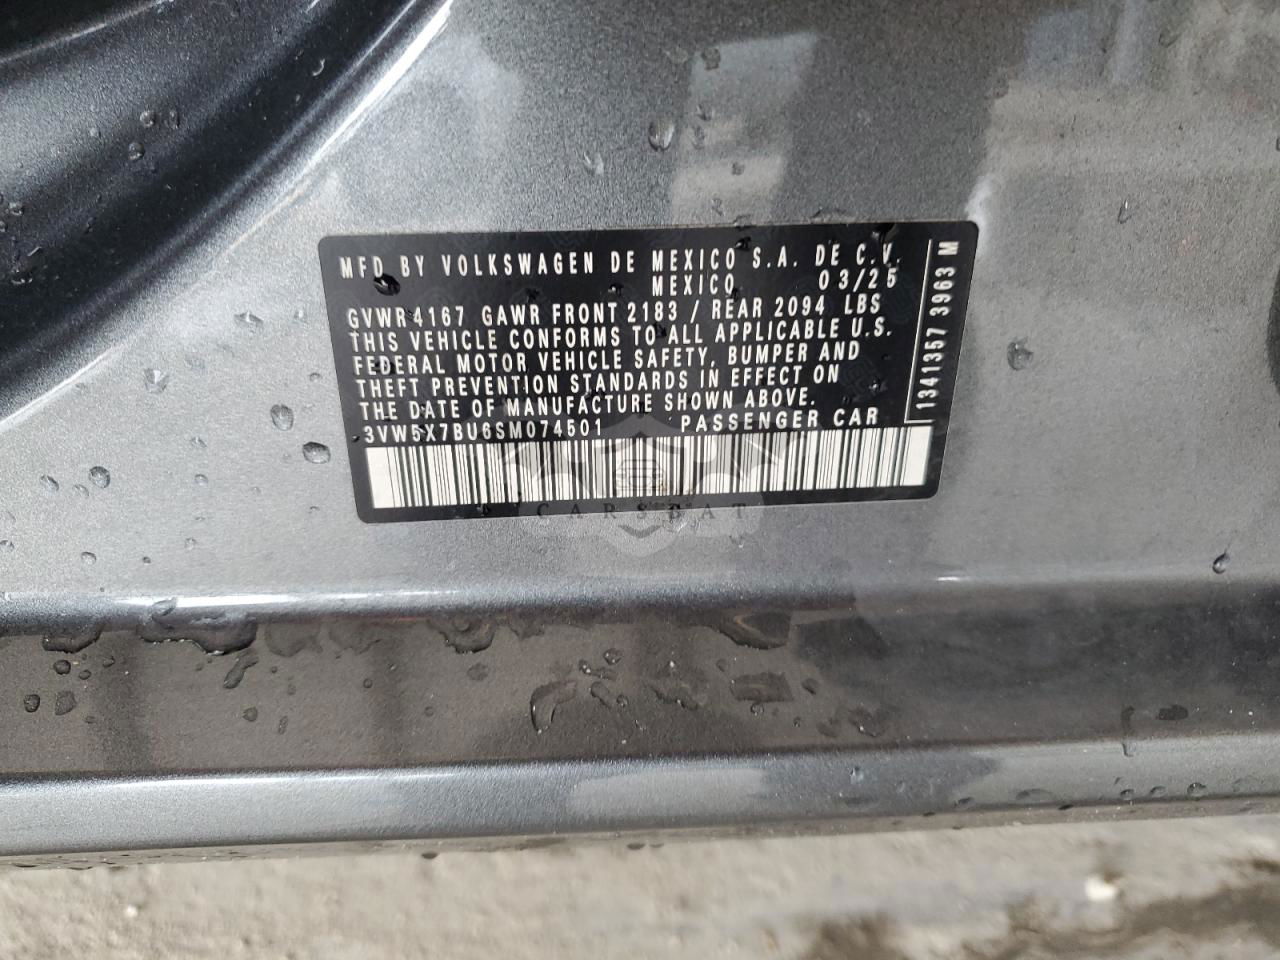 MFD BY VOLKSWAGEN DE MEXICO S.A. DE C.V.
MEXICO 03/25
GVWR 4167 GAWR FRONT 2183 / REAR 2094 LBS
THIS VEHICLE CONFORMS TO ALL APPLICABLE U.S.
FEDERAL MOTOR VEHICLE SAFETY, BUMPER AND
THEFT PREVENTION STANDARDS IN EFFECT ON
THE DATE OF MANUFACTURE SHOWN ABOVE.
3VW5X7BU6SM074501 PASSENGER CAR
1341357 3963 M
CARSBAT